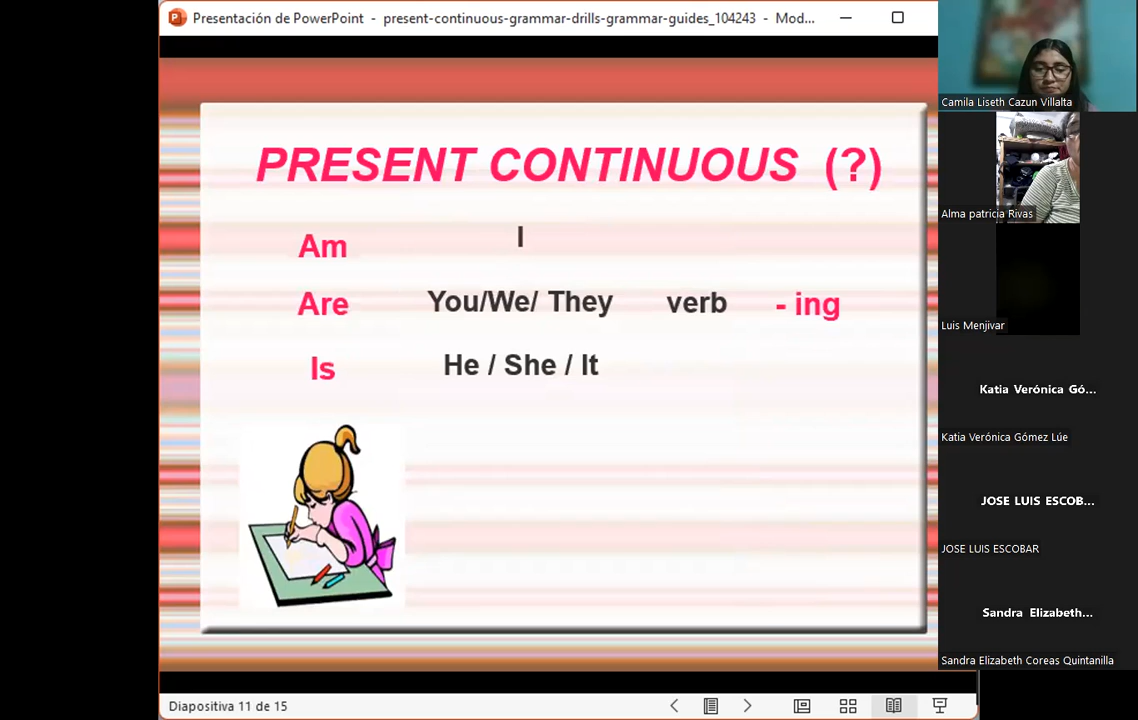 Presentación de PowerPoint - present-continuous-grammar-drills-grammar-guides_104243 - Mod...
PRESENT CONTINUOUS (?)
Am I
Are You/We/ They verb - ing
Is He / She / It
Diapositiva 11 de 15
Camila Liseth Cazun Villalta
Alma patricia Rivas
Luis Menjivar
Katia Verónica Gó...
Katia Verónica Gómez Lúe
JOSE LUIS ESCOB...
JOSE LUIS ESCOBAR
Sandra Elizabeth...
Sandra Elizabeth Coreas Quintanilla